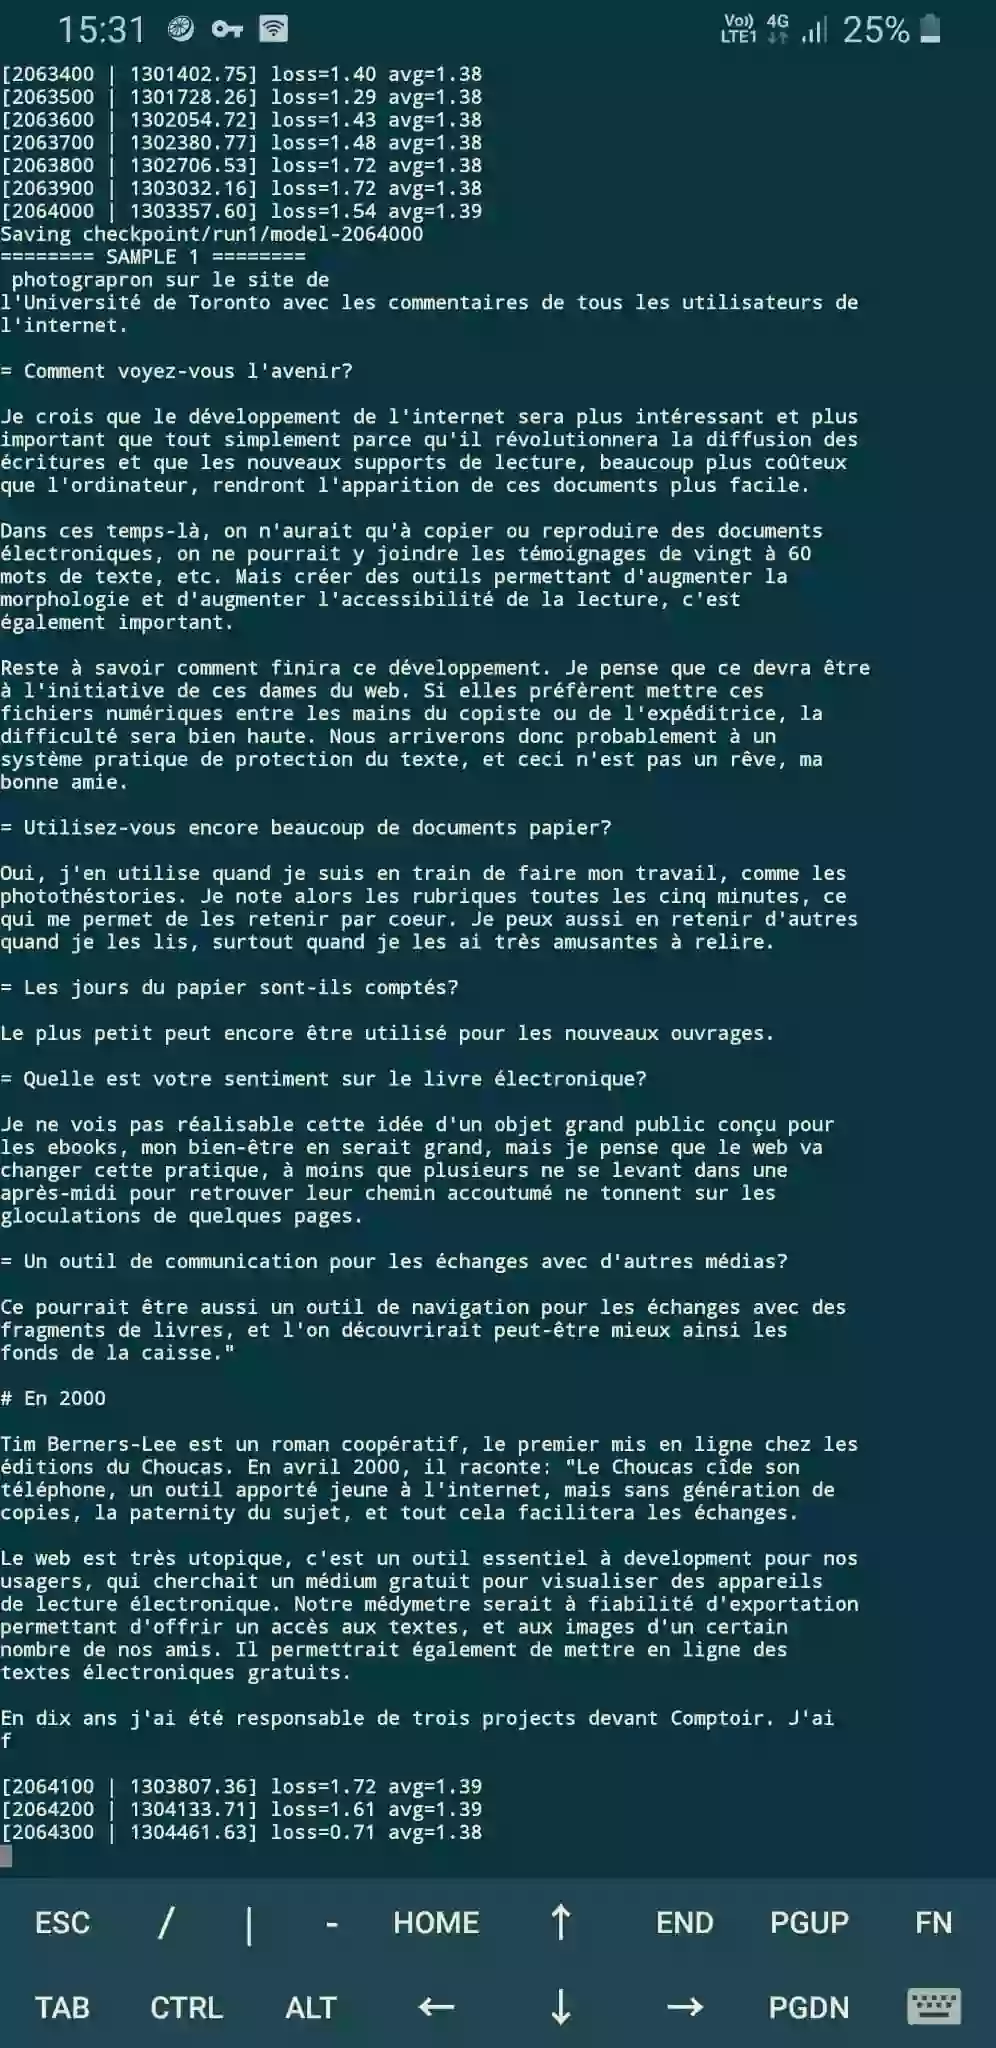 15:31 Vo)) LTE1 4G 25%
[2063400 | 1301402.75] loss=1.40 avg=1.38
[2063500 | 1301728.26] loss=1.29 avg=1.38
[2063600 | 1302054.72] loss=1.43 avg=1.38
[2063700 | 1302380.77] loss=1.48 avg=1.38
[2063800 | 1302706.53] loss=1.72 avg=1.38
[2063900 | 1303032.16] loss=1.72 avg=1.38
[2064000 | 1303357.60] loss=1.54 avg=1.39
Saving checkpoint/run1/model-2064000
======== SAMPLE 1 ========
photograpron sur le site de
l'Université de Toronto avec les commentaires de tous les utilisateurs de
l'internet.
= Comment voyez-vous l'avenir?
Je crois que le développement de l'internet sera plus intéressant et plus
important que tout simplement parce qu'il révolutionnera la diffusion des
écritures et que les nouveaux supports de lecture, beaucoup plus coûteux
que l'ordinateur, rendront l'apparition de ces documents plus facile.
Dans ces temps-là, on n'aurait qu'à copier ou reproduire des documents
électroniques, on ne pourrait y joindre les témoignages de vingt à 60
mots de texte, etc. Mais créer des outils permettant d'augmenter la
morphologie et d'augmenter l'accessibilité de la lecture, c'est
également important.
Reste à savoir comment finira ce développement. Je pense que ce devra être
à l'initiative de ces dames du web. Si elles préfèrent mettre ces
fichiers numériques entre les mains du copiste ou de l'expéditrice, la
difficulté sera bien haute. Nous arriverons donc probablement à un
système pratique de protection du texte, et ceci n'est pas un rêve, ma
bonne amie.
= Utilisez-vous encore beaucoup de documents papier?
Oui, j'en utilise quand je suis en train de faire mon travail, comme les
photothéstories. Je note alors les rubriques toutes les cinq minutes, ce
qui me permet de les retenir par coeur. Je peux aussi en retenir d'autres
quand je les lis, surtout quand je les ai très amusantes à relire.
= Les jours du papier sont-ils comptés?
Le plus petit peut encore être utilisé pour les nouveaux ouvrages.
= Quelle est votre sentiment sur le livre électronique?
Je ne vois pas réalisable cette idée d'un objet grand public conçu pour
les ebooks, mon bien-être en serait grand, mais je pense que le web va
changer cette pratique, à moins que plusieurs ne se levant dans une
après-midi pour retrouver leur chemin accoutumé ne tonnent sur les
gloculations de quelques pages.
= Un outil de communication pour les échanges avec d'autres médias?
Ce pourrait être aussi un outil de navigation pour les échanges avec des
fragments de livres, et l'on découvrirait peut-être mieux ainsi les
fonds de la caisse."
# En 2000
Tim Berners-Lee est un roman coopératif, le premier mis en ligne chez les
éditions du Choucas. En avril 2000, il raconte: "Le Choucas cîde son
téléphone, un outil apporté jeune à l'internet, mais sans génération de
copies, la paternity du sujet, et tout cela facilitera les échanges.
Le web est très utopique, c'est un outil essentiel à development pour nos
usagers, qui cherchait un médium gratuit pour visualiser des appareils
de lecture électronique. Notre médymetre serait à fiabilité d'exportation
permettant d'offrir un accès aux textes, et aux images d'un certain
nombre de nos amis. Il permettrait également de mettre en ligne des
textes électroniques gratuits.
En dix ans j'ai été responsable de trois projects devant Comptoir. J'ai
f
[2064100 | 1303807.36] loss=1.72 avg=1.39
[2064200 | 1304133.71] loss=1.61 avg=1.39
[2064300 | 1304461.63] loss=0.71 avg=1.38
ESC / | - HOME ↑ END PGUP FN
TAB CTRL ALT ← ↓ → PGDN